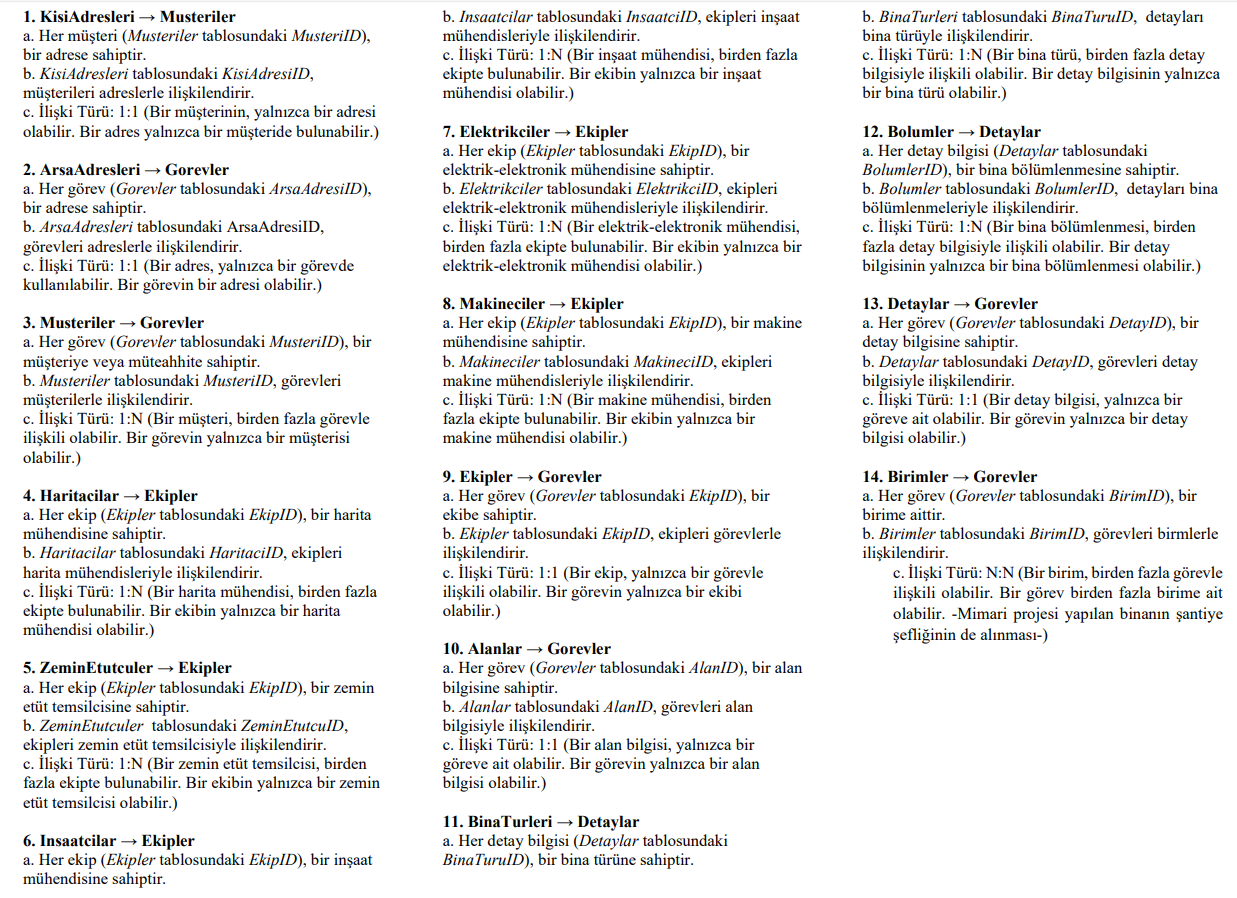 1. KisiAdresleri → Musteriler
a. Her müşteri (Musteriler tablosundaki MusteriID),
bir adrese sahiptir.
b. KisiAdresleri tablosundaki KisiAdresiID,
müşterileri adreslerle ilişkilendirir.
c. İlişki Türü: 1:1 (Bir müşterinin, yalnızca bir adresi
olabilir. Bir adres yalnızca bir müşteride bulunabilir.)
2. ArsaAdresleri → Gorevler
a. Her görev (Gorevler tablosundaki ArsaAdresiID),
bir adrese sahiptir.
b. ArsaAdresleri tablosundaki ArsaAdresiID,
görevleri adreslerle ilişkilendirir.
c. İlişki Türü: 1:1 (Bir adres, yalnızca bir görevde
kullanılabilir. Bir görevin bir adresi olabilir.)
3. Musteriler → Gorevler
a. Her görev (Gorevler tablosundaki MusteriID), bir
müşteriye veya müteahhite sahiptir.
b. Musteriler tablosundaki MusteriID, görevleri
müşterilerle ilişkilendirir.
c. İlişki Türü: 1:N (Bir müşteri, birden fazla görevle
ilişkili olabilir. Bir görevin yalnızca bir müşterisi
olabilir.)
4. Haritacilar → Ekipler
a. Her ekip (Ekipler tablosundaki EkipID), bir harita
mühendisine sahiptir.
b. Haritacilar tablosundaki HaritaciID, ekipleri
harita mühendisleriyle ilişkilendirir.
c. İlişki Türü: 1:N (Bir harita mühendisi, birden fazla
ekipte bulunabilir. Bir ekibin yalnızca bir harita
mühendisi olabilir.)
5. ZeminEtutculer → Ekipler
a. Her ekip (Ekipler tablosundaki EkipID), bir zemin
etüt temsilcisine sahiptir.
b. ZeminEtutculer tablosundaki ZeminEtutcuID,
ekipleri zemin etüt temsilcisiyle ilişkilendirir.
c. İlişki Türü: 1:N (Bir zemin etüt temsilcisi, birden
fazla ekipte bulunabilir. Bir ekibin yalnızca bir zemin
etüt temsilcisi olabilir.)
6. Insaatcilar → Ekipler
a. Her ekip (Ekipler tablosundaki EkipID), bir inşaat
mühendisine sahiptir.
b. Insaatcilar tablosundaki InsaatciID, ekipleri inşaat
mühendisleriyle ilişkilendirir.
c. İlişki Türü: 1:N (Bir inşaat mühendisi, birden fazla
ekipte bulunabilir. Bir ekibin yalnızca bir inşaat
mühendisi olabilir.)
7. Elektrikciler → Ekipler
a. Her ekip (Ekipler tablosundaki EkipID), bir
elektrik-elektronik mühendisine sahiptir.
b. Elektrikciler tablosundaki ElektrikciID, ekipleri
elektrik-elektronik mühendisleriyle ilişkilendirir.
c. İlişki Türü: 1:N (Bir elektrik-elektronik mühendisi,
birden fazla ekipte bulunabilir. Bir ekibin yalnızca bir
elektrik-elektronik mühendisi olabilir.)
8. Makineciler → Ekipler
a. Her ekip (Ekipler tablosundaki EkipID), bir makine
mühendisine sahiptir.
b. Makineciler tablosundaki MakineciID, ekipleri
makine mühendisleriyle ilişkilendirir.
c. İlişki Türü: 1:N (Bir makine mühendisi, birden
fazla ekipte bulunabilir. Bir ekibin yalnızca bir
makine mühendisi olabilir.)
9. Ekipler → Gorevler
a. Her görev (Gorevler tablosundaki EkipID), bir
ekibe sahiptir.
b. Ekipler tablosundaki EkipID, ekipleri görevlerle
ilişkilendirir.
c. İlişki Türü: 1:1 (Bir ekip, yalnızca bir görevle
ilişkili olabilir. Bir görevin yalnızca bir ekibi
olabilir.)
10. Alanlar → Gorevler
a. Her görev (Gorevler tablosundaki AlanID), bir alan
bilgisine sahiptir.
b. Alanlar tablosundaki AlanID, görevleri alan
bilgisiyle ilişkilendirir.
c. İlişki Türü: 1:1 (Bir alan bilgisi, yalnızca bir
göreve ait olabilir. Bir görevin yalnızca bir alan
bilgisi olabilir.)
11. BinaTurleri → Detaylar
a. Her detay bilgisi (Detaylar tablosundaki
BinaTuruID), bir bina türüne sahiptir.
b. BinaTurleri tablosundaki BinaTuruID, detayları
bina türüyle ilişkilendirir.
c. İlişki Türü: 1:N (Bir bina türü, birden fazla detay
bilgisiyle ilişkili olabilir. Bir detay bilgisinin yalnızca
bir bina türü olabilir.)
12. Bolumler → Detaylar
a. Her detay bilgisi (Detaylar tablosundaki
BolumlerID), bir bina bölümlenmesine sahiptir.
b. Bolumler tablosundaki BolumlerID, detayları bina
bölümlenmeleriyle ilişkilendirir.
c. İlişki Türü: 1:N (Bir bina bölümlenmesi, birden
fazla detay bilgisiyle ilişkili olabilir. Bir detay
bilgisinin yalnızca bir bina bölümlenmesi olabilir.)
13. Detaylar → Gorevler
a. Her görev (Gorevler tablosundaki DetayID), bir
detay bilgisine sahiptir.
b. Detaylar tablosundaki DetayID, görevleri detay
bilgisiyle ilişkilendirir.
c. İlişki Türü: 1:1 (Bir detay bilgisi, yalnızca bir
göreve ait olabilir. Bir görevin yalnızca bir detay
bilgisi olabilir.)
14. Birimler → Gorevler
a. Her görev (Gorevler tablosundaki BirimID), bir
birime aittir.
b. Birimler tablosundaki BirimID, görevleri birmlerle
ilişkilendirir.
c. İlişki Türü: N:N (Bir birim, birden fazla görevle
ilişkili olabilir. Bir görev birden fazla birime ait
olabilir. -Mimari projesi yapılan binanın şantiye
şefliğinin de alınması-)